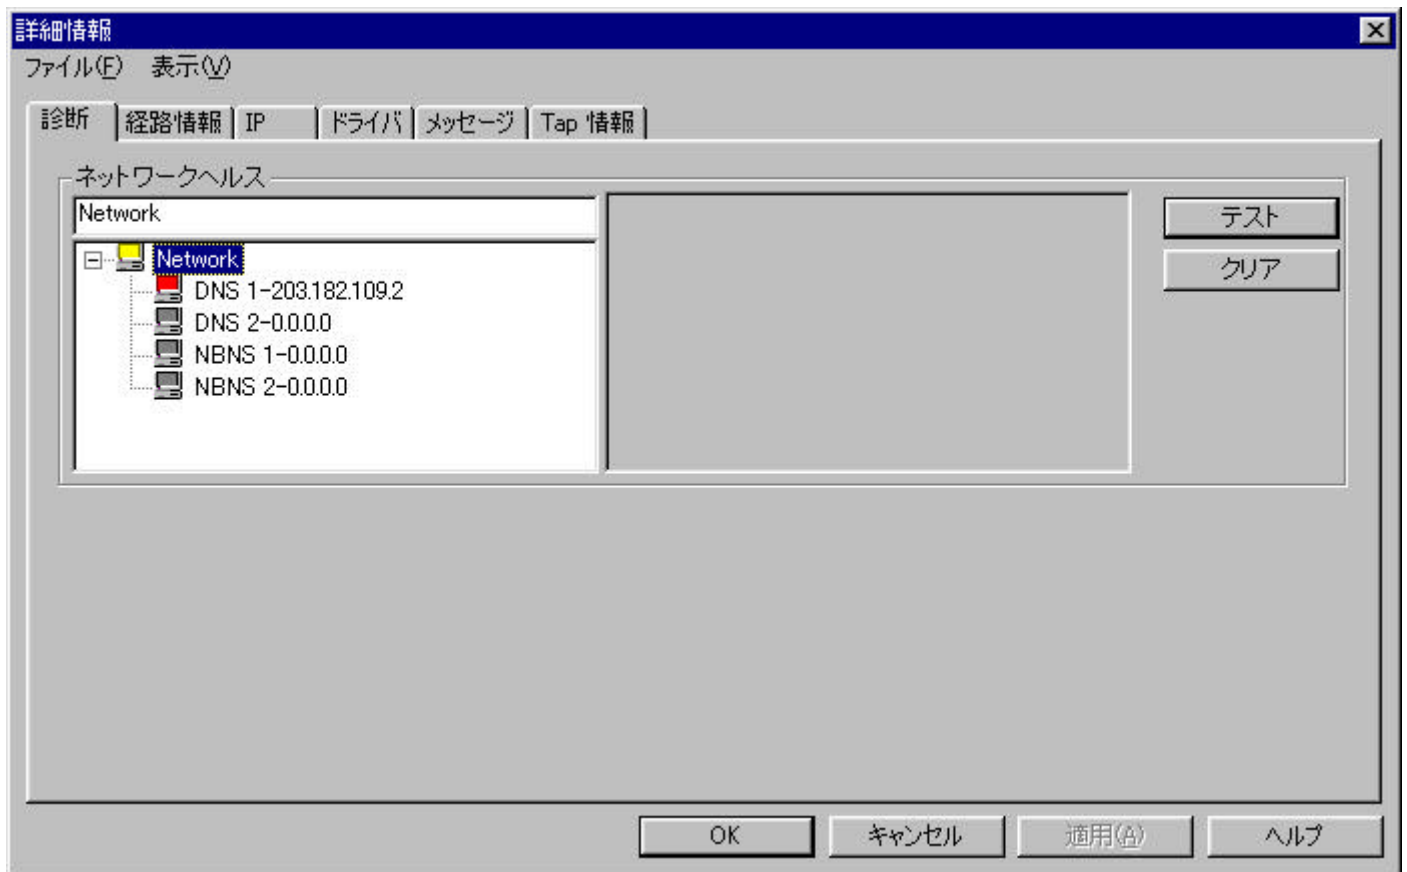 詳細情報
ファイル(F) 表示(V)
診断 経路情報 IP ドライバ メッセージ Tap 情報
ネットワークヘルス
Network
テスト
Network
クリア
DNS 1-203.182.109.2
DNS 2-0.0.0.0
NBNS 1-0.0.0.0
NBNS 2-0.0.0.0
OK キャンセル 適用(A) ヘルプ